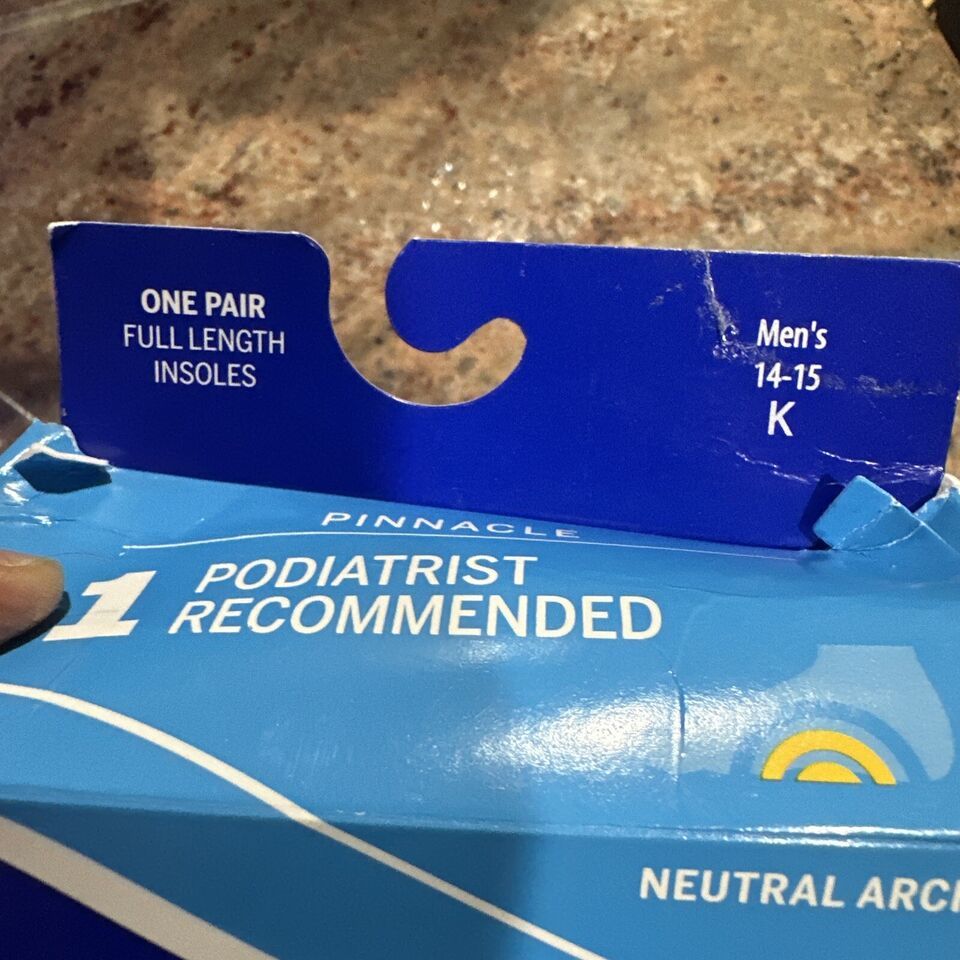 ONE PAIR
FULL LENGTH
INSOLES
Men's
14-15
K
PINNACLE
1 PODIATRIST
RECOMMENDED
NEUTRAL ARC